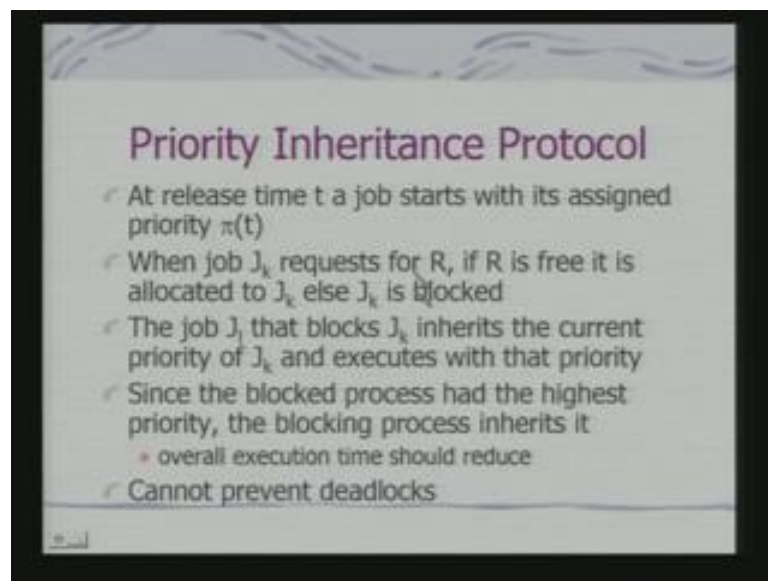 Priority Inheritance Protocol
At release time t a job starts with its assigned
priority π(t)
When job Jk requests for R, if R is free it is
allocated to Jk else Jk is blocked
The job Jl that blocks Jk inherits the current
priority of Jk and executes with that priority
Since the blocked process had the highest
priority, the blocking process inherits it
overall execution time should reduce
Cannot prevent deadlocks